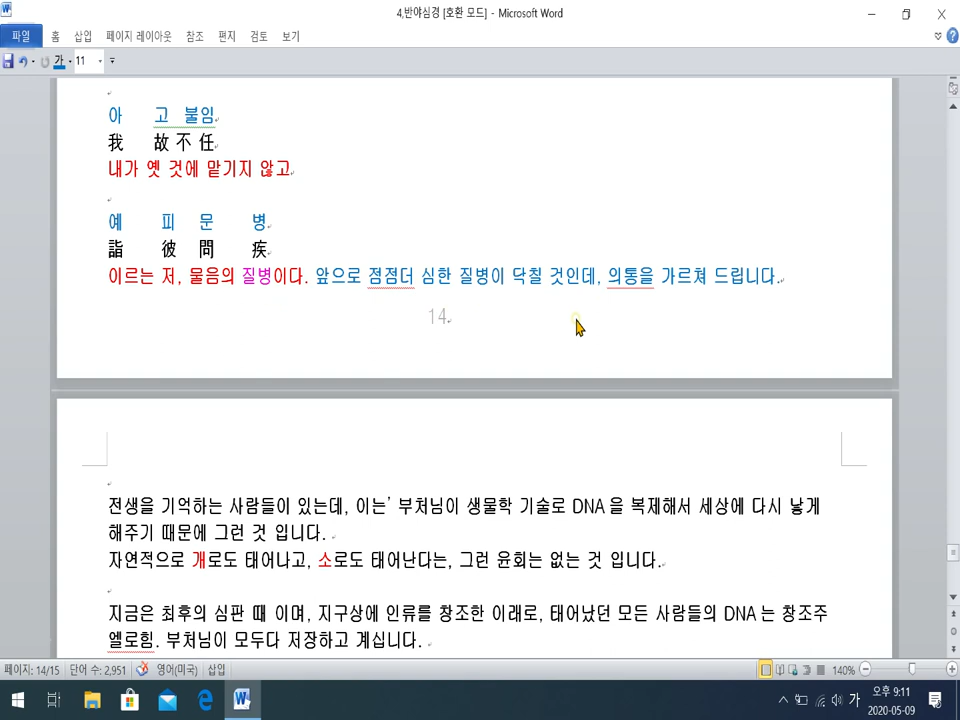 4,반야심경 [호환 모드] - Microsoft Word
파일 홈 삽입 페이지 레이아웃 참조 편지 검토 보기
가 11
아 고 불임
我 故 不 任
내가 옛 것에 맡기지 않고
예 피 문 병
詣 彼 問 疾
이르는 저, 물음의 질병이다. 앞으로 점점더 심한 질병이 닥칠 것인데, 의통을 가르쳐 드립니다.
14
전생을 기억하는 사람들이 있는데, 이는' 부처님이 생물학 기술로 DNA 을 복제해서 세상에 다시 낳게
해주기 때문에 그런 것 입니다.
자연적으로 개로도 태어나고, 소로도 태어난다는, 그런 윤회는 없는 것 입니다.
지금은 최후의 심판 때 이며, 지구상에 인류를 창조한 이래로, 태어났던 모든 사람들의 DNA 는 창조주
엘로힘. 부처님이 모두다 저장하고 계십니다.
페이지: 14/15 단어 수: 2,951 영어(미국) 삽입 140%
가 오후 9:11
2020-05-09